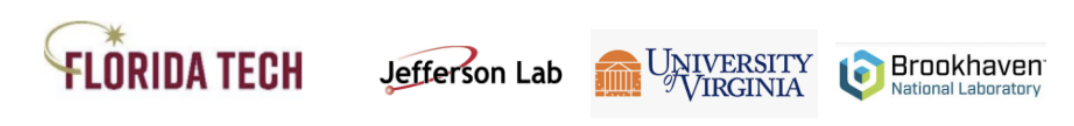 FLORIDA TECH
Jefferson Lab
UNIVERSITY
of VIRGINIA
Brookhaven
National Laboratory